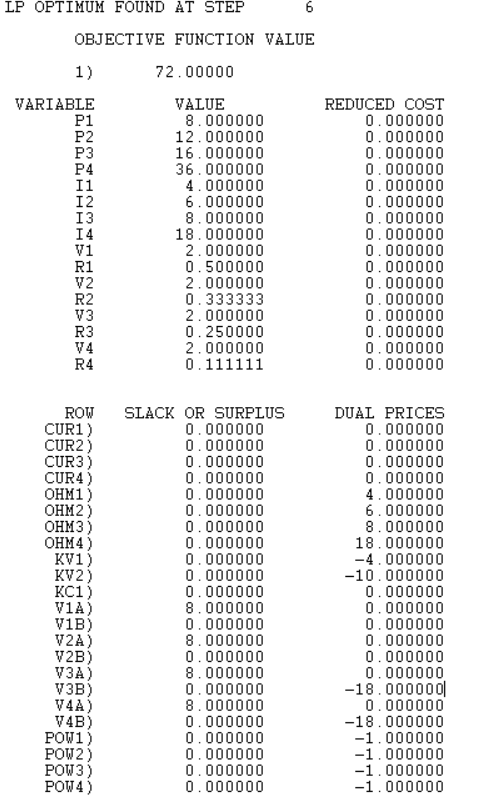 LP OPTIMUM FOUND AT STEP 6
OBJECTIVE FUNCTION VALUE
1) 72.00000
VARIABLE VALUE REDUCED COST
P1 8.000000 0.000000
P2 12.000000 0.000000
P3 16.000000 0.000000
P4 36.000000 0.000000
I1 4.000000 0.000000
I2 6.000000 0.000000
I3 8.000000 0.000000
I4 18.000000 0.000000
V1 2.000000 0.000000
R1 0.500000 0.000000
V2 2.000000 0.000000
R2 0.333333 0.000000
V3 2.000000 0.000000
R3 0.250000 0.000000
V4 2.000000 0.000000
R4 0.111111 0.000000
ROW SLACK OR SURPLUS DUAL PRICES
CUR1) 0.000000 0.000000
CUR2) 0.000000 0.000000
CUR3) 0.000000 0.000000
CUR4) 0.000000 0.000000
OHM1) 0.000000 4.000000
OHM2) 0.000000 6.000000
OHM3) 0.000000 8.000000
OHM4) 0.000000 18.000000
KV1) 0.000000 -4.000000
KV2) 0.000000 -10.000000
KC1) 0.000000 0.000000
V1A) 8.000000 0.000000
V1B) 0.000000 0.000000
V2A) 8.000000 0.000000
V2B) 0.000000 0.000000
V3A) 8.000000 0.000000
V3B) 0.000000 -18.000000
V4A) 8.000000 0.000000
V4B) 0.000000 -18.000000
POW1) 0.000000 -1.000000
POW2) 0.000000 -1.000000
POW3) 0.000000 -1.000000
POW4) 0.000000 -1.000000